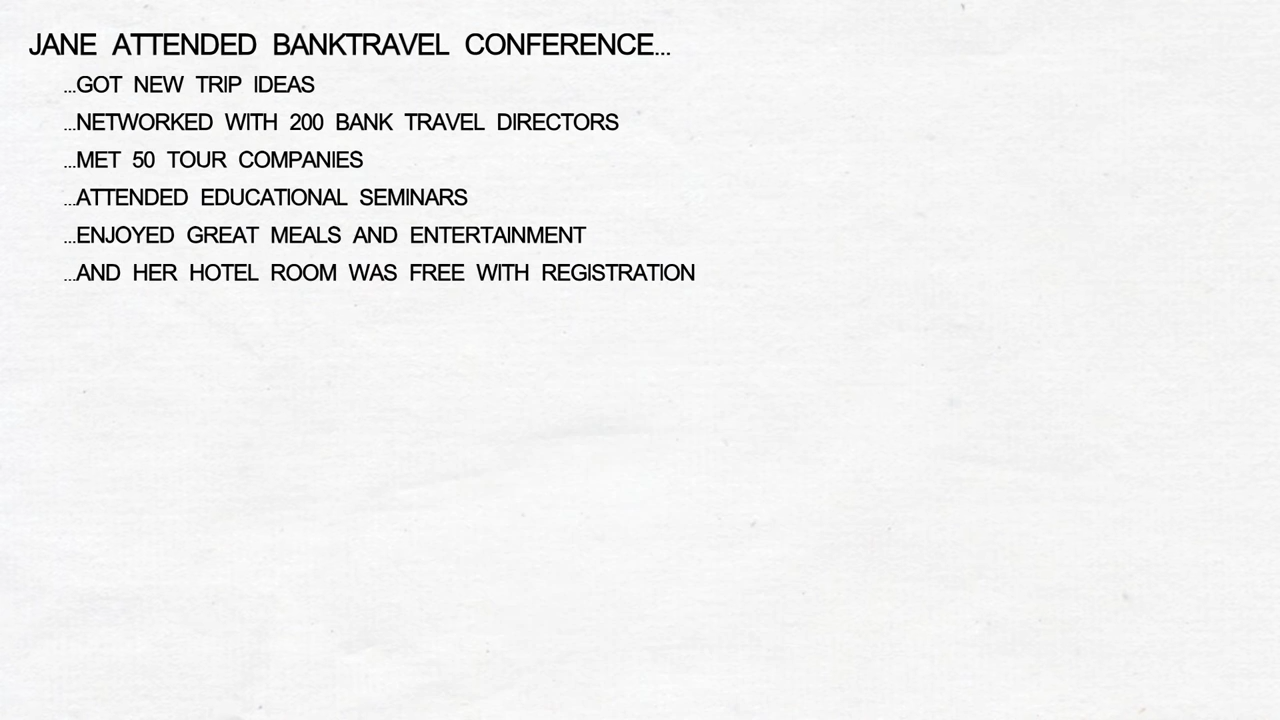 JANE ATTENDED BANKTRAVEL CONFERENCE...
...GOT NEW TRIP IDEAS
...NETWORKED WITH 200 BANK TRAVEL DIRECTORS
...MET 50 TOUR COMPANIES
...ATTENDED EDUCATIONAL SEMINARS
...ENJOYED GREAT MEALS AND ENTERTAINMENT
...AND HER HOTEL ROOM WAS FREE WITH REGISTRATION